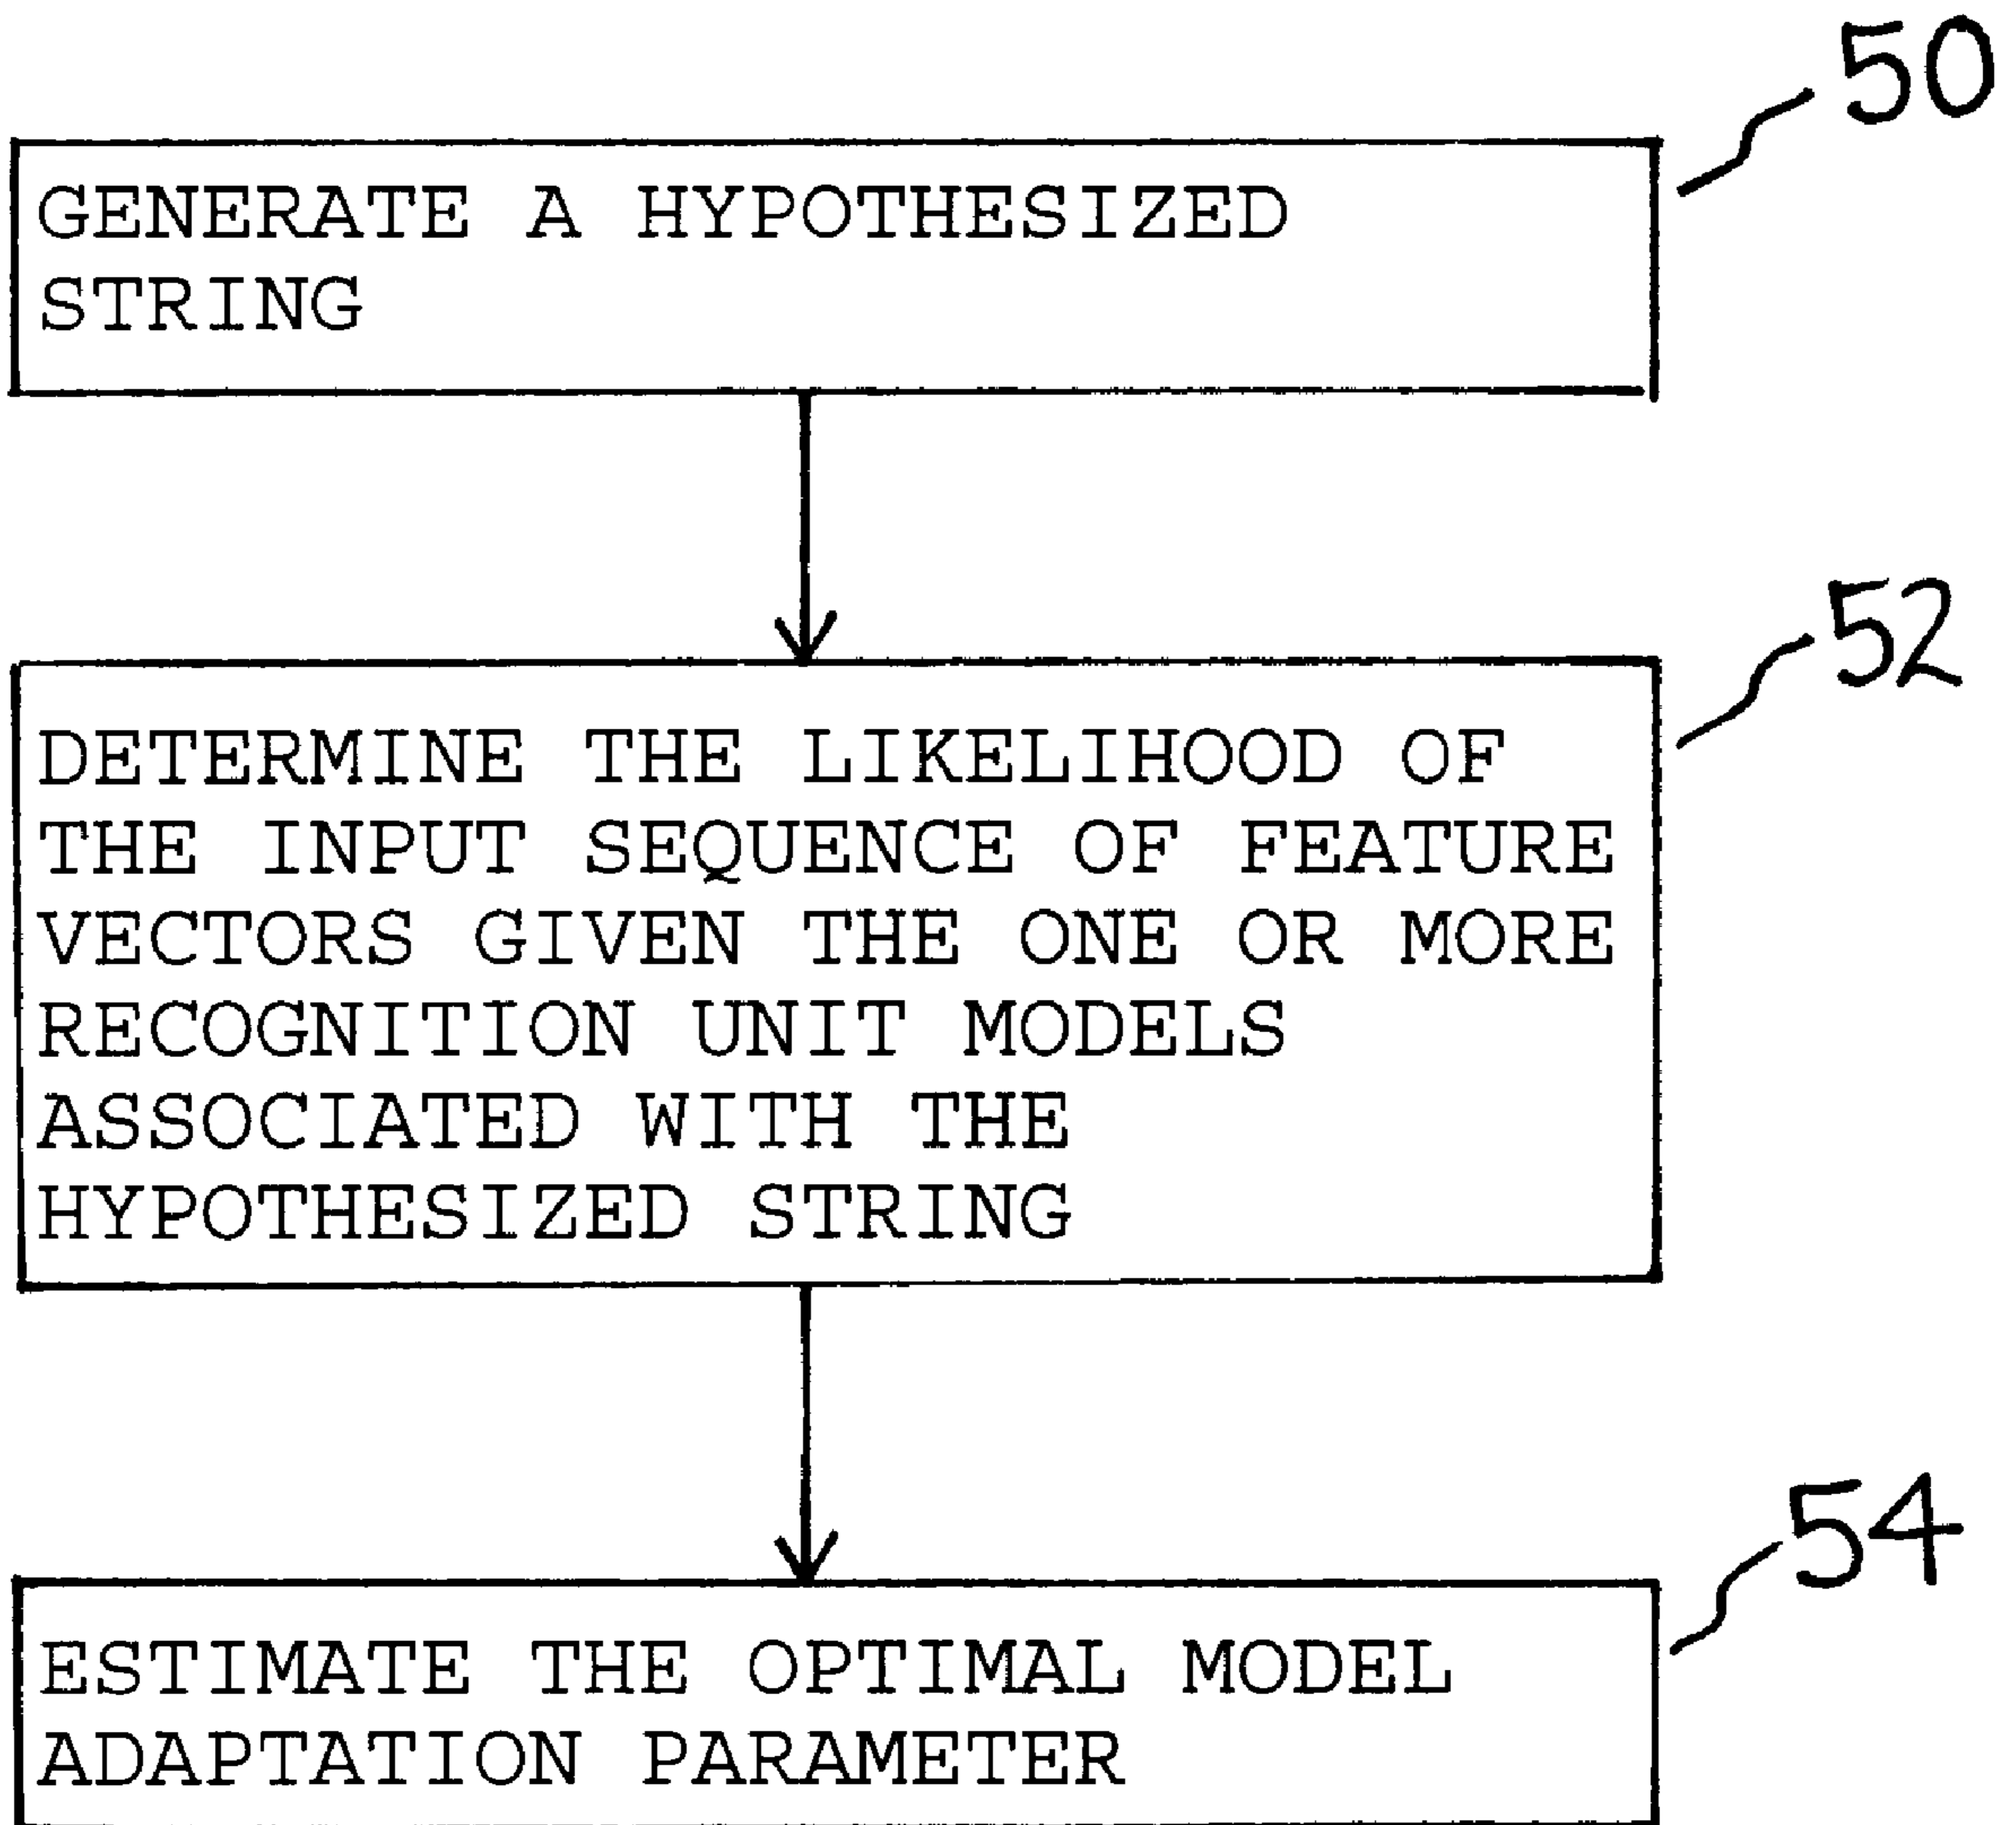 50
GENERATE A HYPOTHESIZED
STRING
52
DETERMINE THE LIKELIHOOD OF
THE INPUT SEQUENCE OF FEATURE
VECTORS GIVEN THE ONE OR MORE
RECOGNITION UNIT MODELS
ASSOCIATED WITH THE
HYPOTHESIZED STRING
54
ESTIMATE THE OPTIMAL MODEL
ADAPTATION PARAMETER